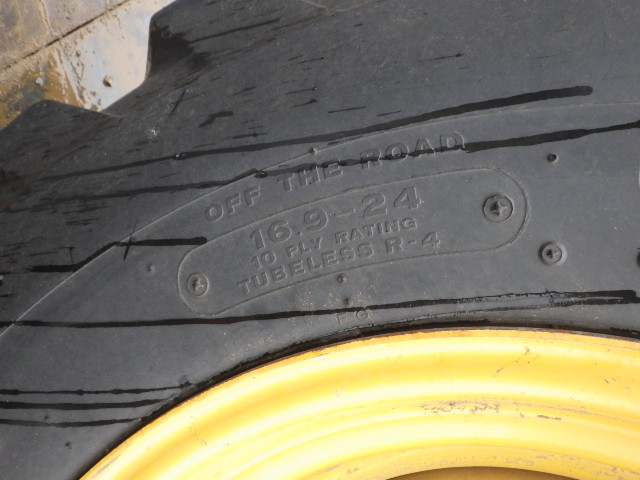 OFF THE ROAD
16.9-24
10 PLY RATING
TUBELESS R-4